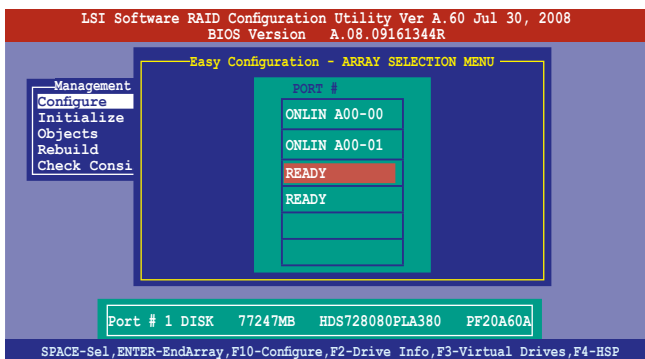 LSI Software RAID Configuration Utility Ver A.60 Jul 30, 2008
BIOS Version A.08.09161344R
Easy Configuration - ARRAY SELECTION MENU
Management
Configure
Initialize
Objects
Rebuild
Check Consi
PORT #
ONLIN A00-00
ONLIN A00-01
READY
READY
Port # 1 DISK 77247MB HDS728080PLA380 PF20A60A
SPACE-Sel,ENTER-EndArray,F10-Configure,F2-Drive Info,F3-Virtual Drives,F4-HSP